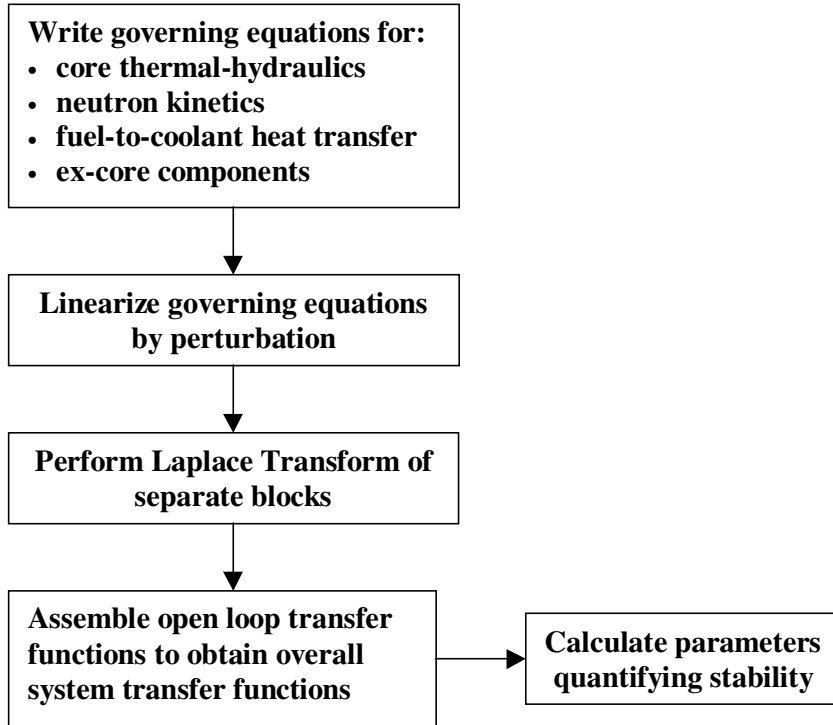 Write governing equations for:
• core thermal-hydraulics
• neutron kinetics
• fuel-to-coolant heat transfer
• ex-core components
Linearize governing equations
by perturbation
Perform Laplace Transform of
separate blocks
Assemble open loop transfer
functions to obtain overall
system transfer functions
Calculate parameters
quantifying stability